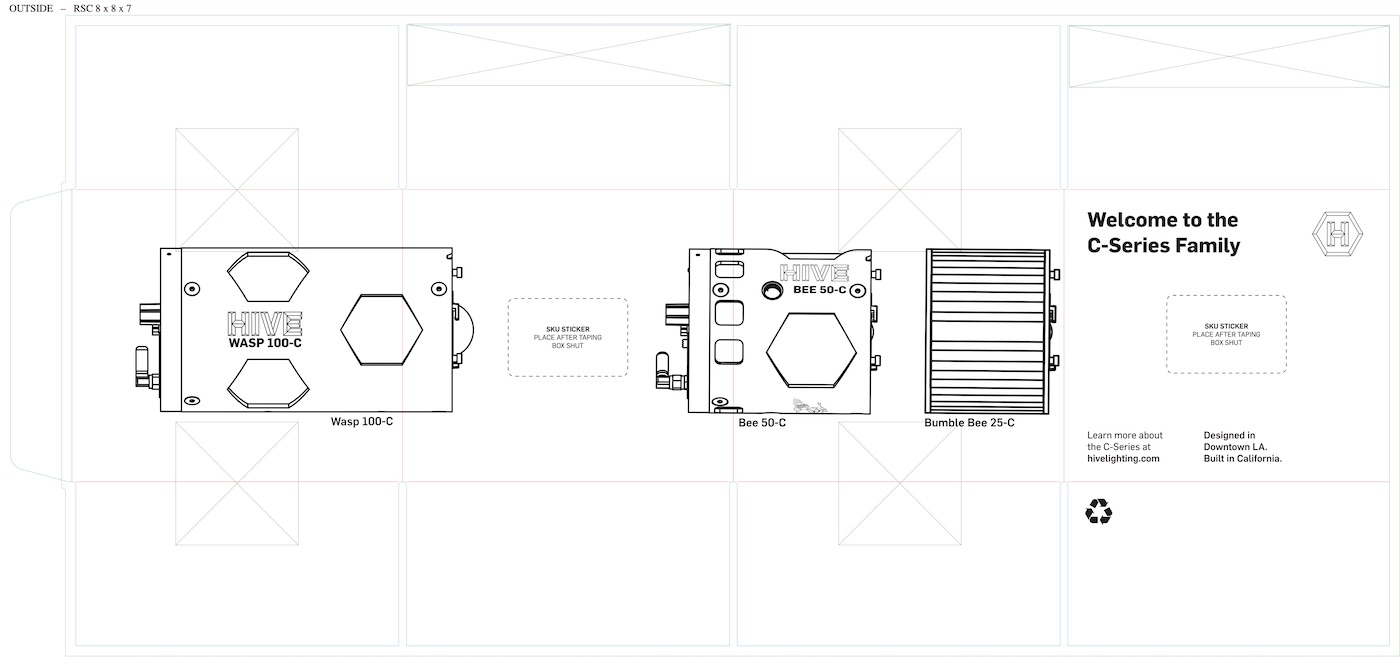 OUTSIDE – RSC 8 x 8 x 7
HIVE
WASP 100-C
Wasp 100-C
SKU STICKER
PLACE AFTER TAPING
BOX SHUT
HIVE
BEE 50-C
Bee 50-C
Bumble Bee 25-C
Welcome to the
C-Series Family
H
SKU STICKER
PLACE AFTER TAPING
BOX SHUT
Learn more about
the C-Series at
hivelighting.com
Designed in
Downtown LA.
Built in California.